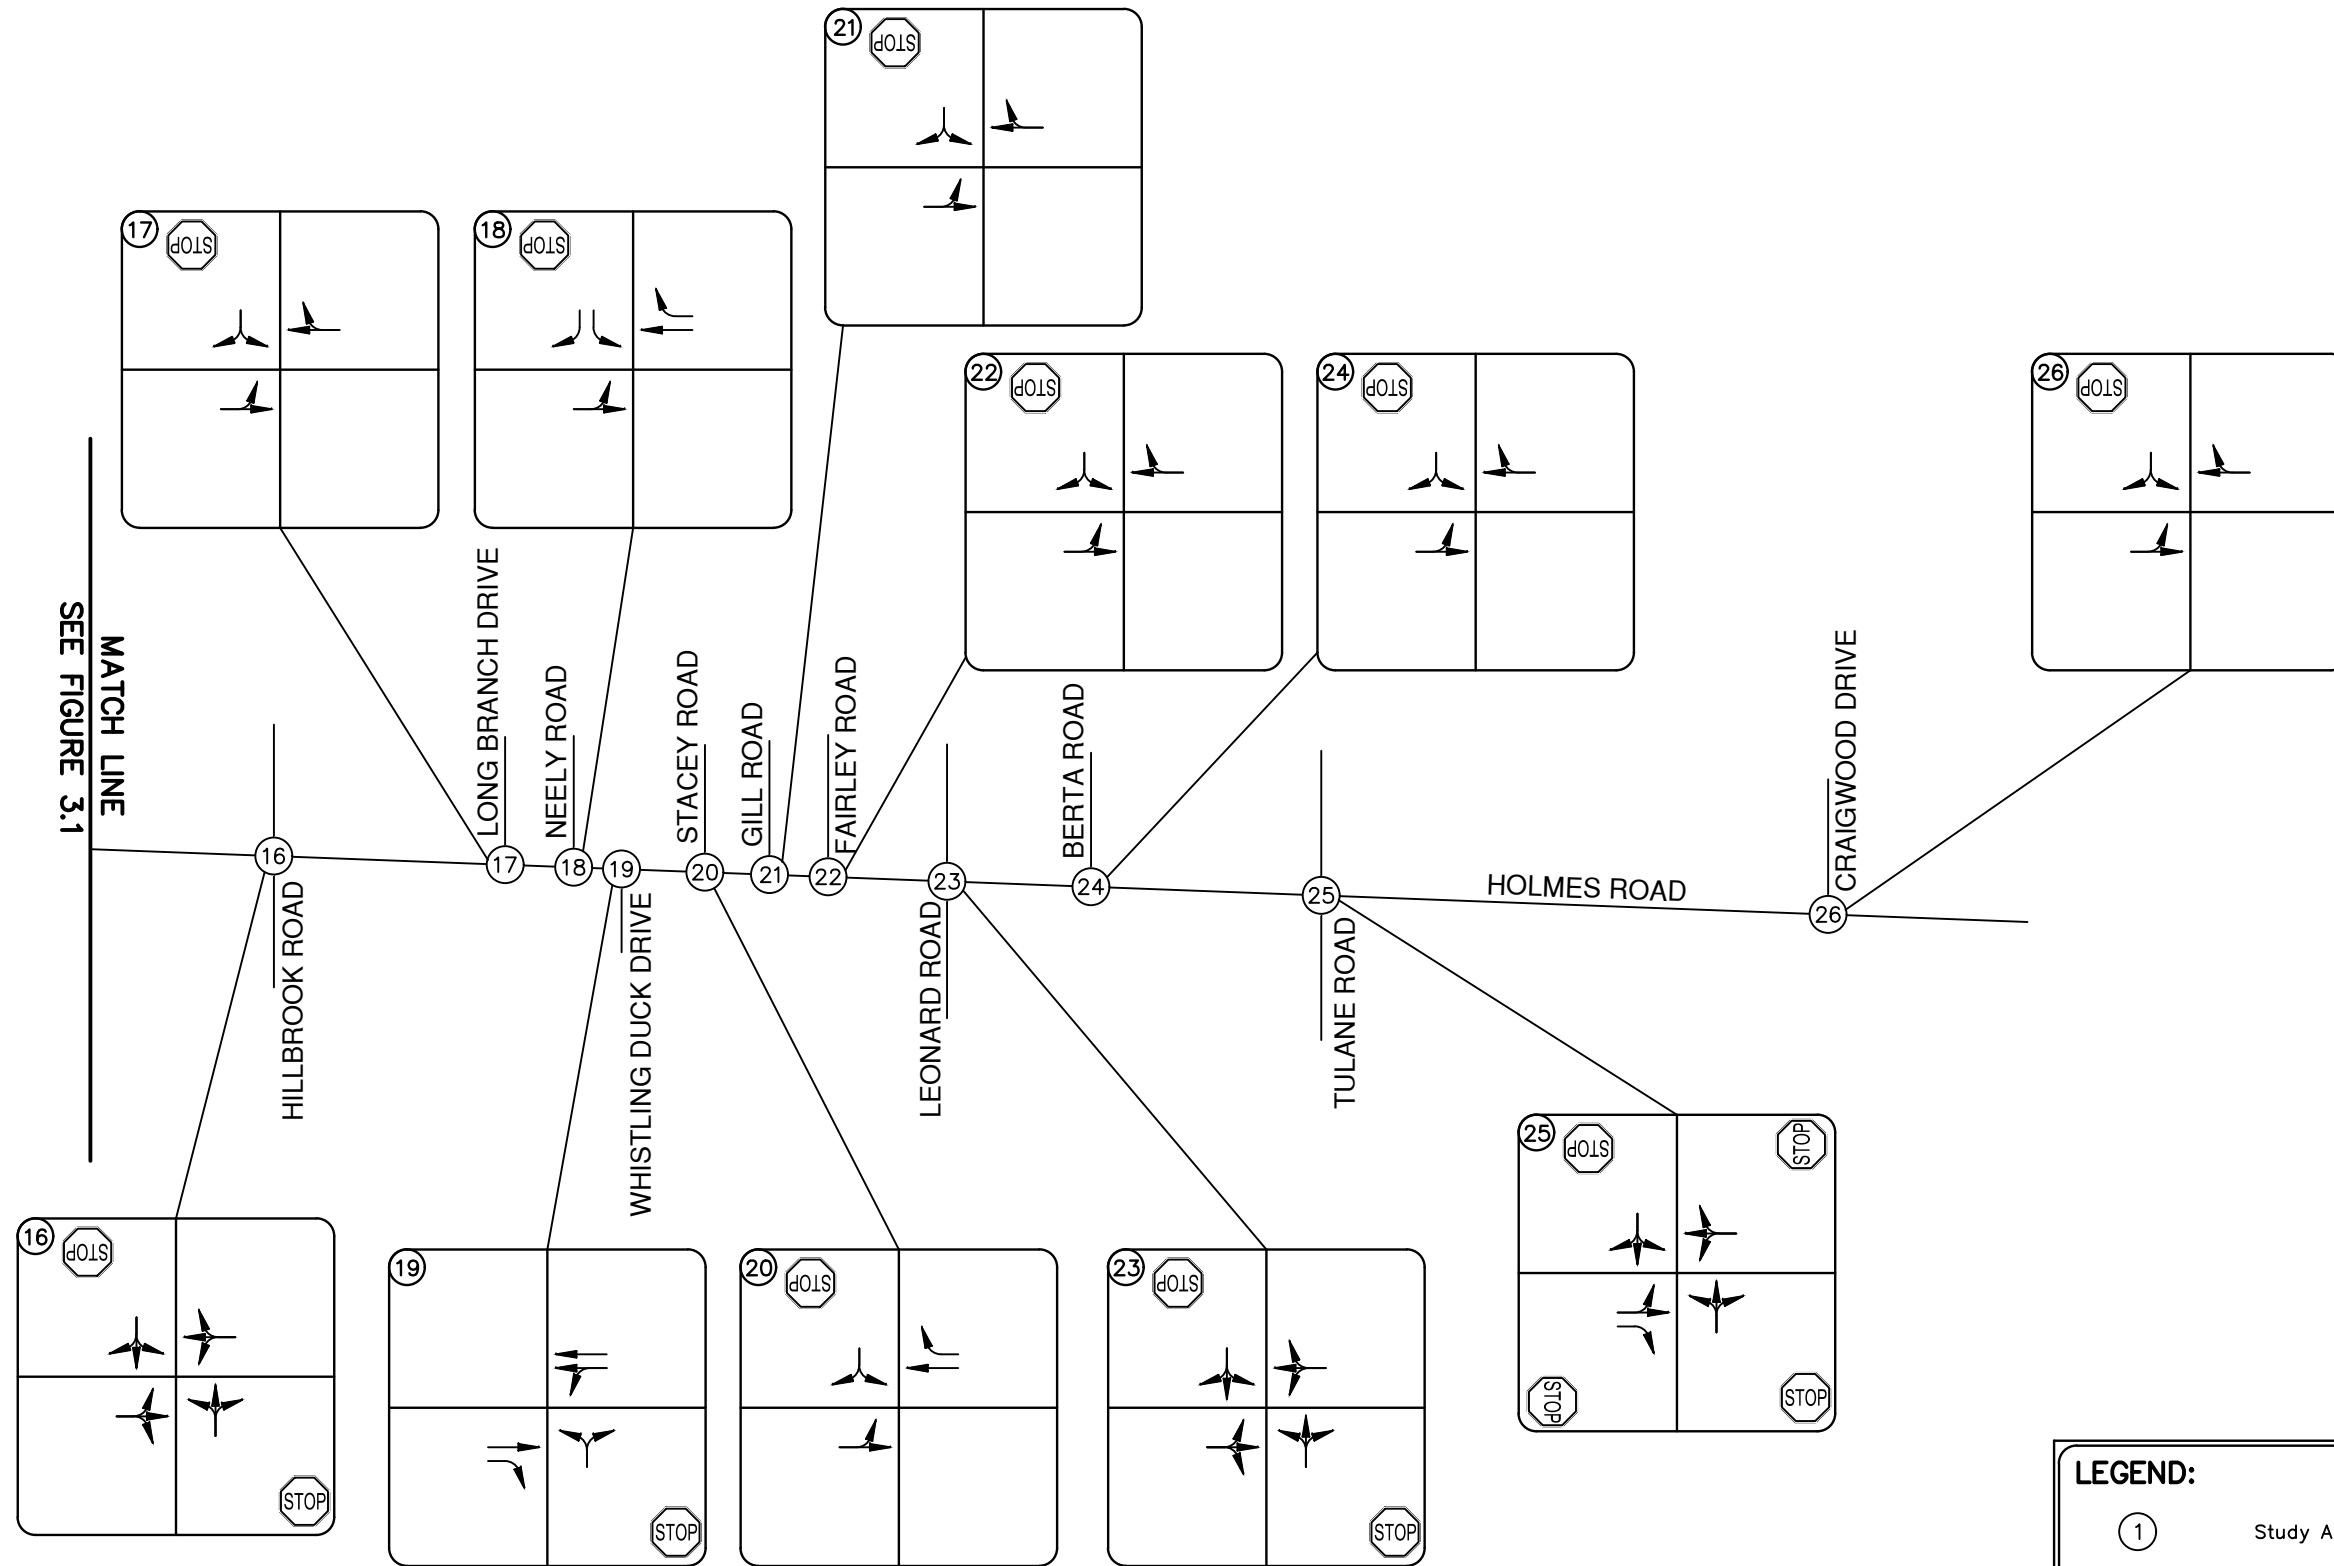 21
STOP
17
STOP
18
STOP
22
STOP
24
STOP
26
STOP
MATCH LINE
SEE FIGURE 3.1
LONG BRANCH DRIVE
NEELY ROAD
STACEY ROAD
GILL ROAD
FAIRLEY ROAD
BERTA ROAD
CRAIGWOOD DRIVE
16
17
18
19
20
21
22
23
24
25
26
HOLMES ROAD
HILLBROOK ROAD
WHISTLING DUCK DRIVE
LEONARD ROAD
TULANE ROAD
25
STOP
STOP
STOP
STOP
16
STOP
STOP
19
STOP
20
STOP
23
STOP
STOP
LEGEND:
1 Study A